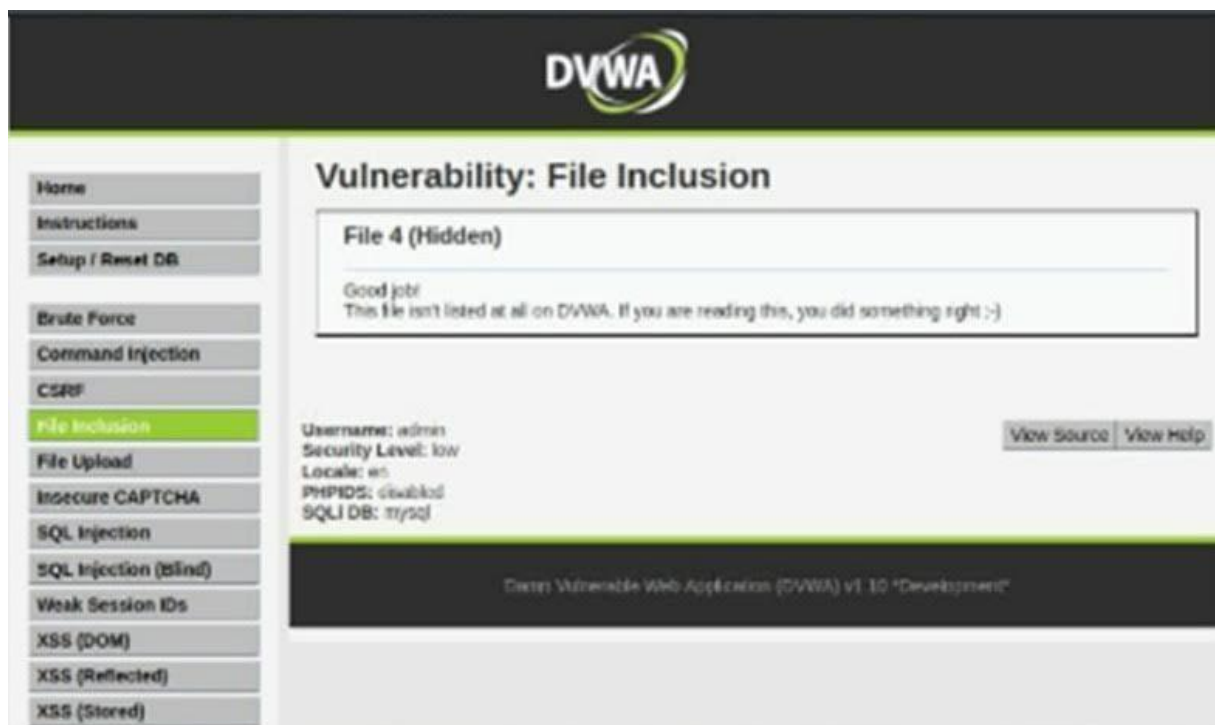 DVWA
Home
Instructions
Setup / Reset DB
Brute Force
Command Injection
CSRF
File Inclusion
File Upload
Insecure CAPTCHA
SQL Injection
SQL Injection (Blind)
Weak Session IDs
XSS (DOM)
XSS (Reflected)
XSS (Stored)
Vulnerability: File Inclusion
File 4 (Hidden)
Good job!
This file isn't listed at all on DVWA. If you are reading this, you did something right ;-)
Username: admin
Security Level: low
Locale: en
PHPIDS: disabled
SQLI DB: mysql
View Source
View Help
Damn Vulnerable Web Application (DVWA) v1.10 *Development*